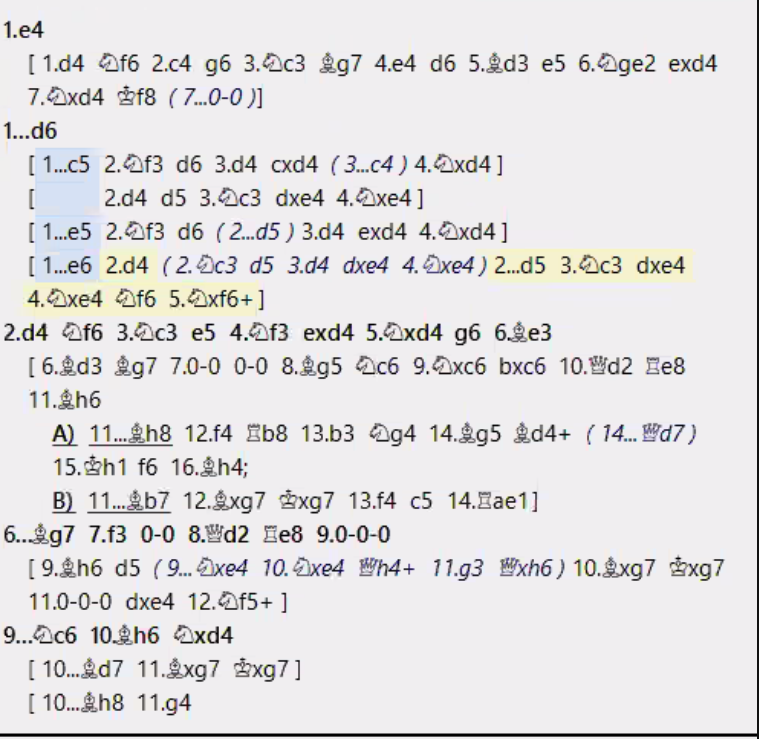 1.e4
[ 1.d4 ♘f6 2.c4 g6 3.♘c3 ♗g7 4.e4 d6 5.♗d3 e5 6.♘ge2 exd4
7.♘xd4 ♔f8 ( 7...0-0 )]
1...d6
[ 1...c5 2.♘f3 d6 3.d4 cxd4 ( 3...c4 ) 4.♘xd4 ]
[ 2.d4 d5 3.♘c3 dxe4 4.♘xe4 ]
[ 1...e5 2.♘f3 d6 ( 2...d5 ) 3.d4 exd4 4.♘xd4 ]
[ 1...e6 2.d4 ( 2.♘c3 d5 3.d4 dxe4 4.♘xe4 ) 2...d5 3.♘c3 dxe4
4.♘xe4 ♘f6 5.♘xf6+ ]
2.d4 ♘f6 3.♘c3 e5 4.♘f3 exd4 5.♘xd4 g6 6.♗e3
[ 6.♗d3 ♗g7 7.0-0 0-0 8.♗g5 ♘c6 9.♘xc6 bxc6 10.♕d2 ♖e8
11.♗h6
A) 11...♗h8 12.f4 ♖b8 13.b3 ♘g4 14.♗g5 ♗d4+ ( 14...♕d7 )
15.♔h1 f6 16.♗h4;
B) 11...♗b7 12.♗xg7 ♔xg7 13.f4 c5 14.♖ae1]
6...♗g7 7.f3 0-0 8.♕d2 ♖e8 9.0-0-0
[ 9.♗h6 d5 ( 9...♘xe4 10.♘xe4 ♕h4+ 11.g3 ♕xh6 ) 10.♗xg7 ♔xg7
11.0-0-0 dxe4 12.♘f5+ ]
9...♘c6 10.♗h6 ♘xd4
[ 10...♗d7 11.♗xg7 ♔xg7 ]
[ 10...♗h8 11.g4